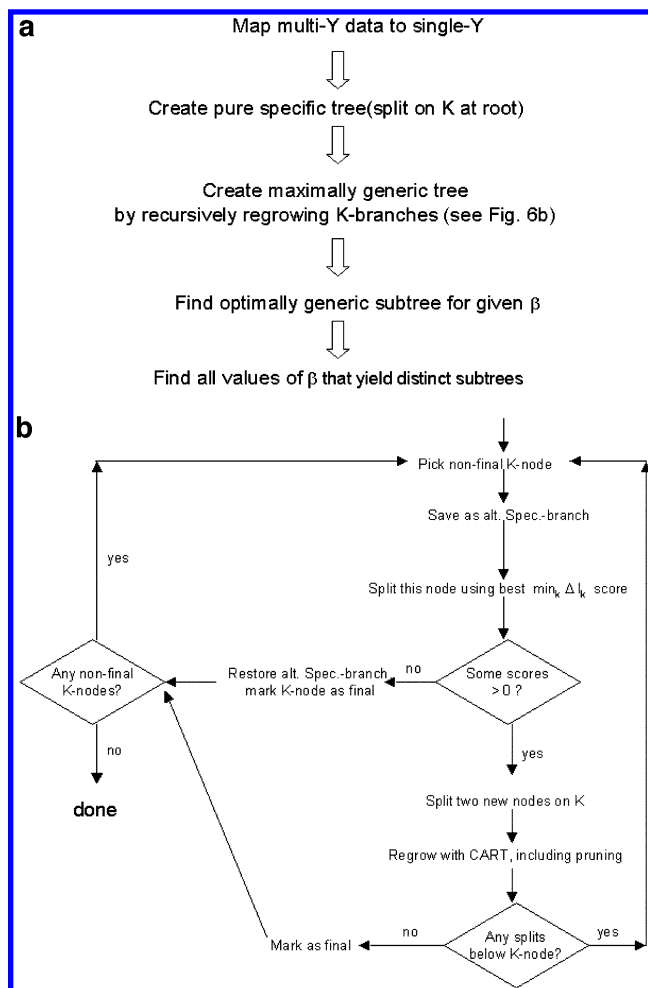 a
Map multi-Y data to single-Y
Create pure specific tree(split on K at root)
Create maximally generic tree
by recursively regrowing K-branches (see Fig. 6b)
Find optimally generic subtree for given β
Find all values of β that yield distinct subtrees
b
Pick non-final K-node
Save as alt. Spec.-branch
yes
Split this node using best minₖ Δ Iₖ score
Any non-final
K-nodes?
Restore alt. Spec.-branch
mark K-node as final
no
Some scores
>0 ?
no
yes
done
Split two new nodes on K
Regrow with CART, including pruning
Mark as final
no
Any splits
below K-node?
yes